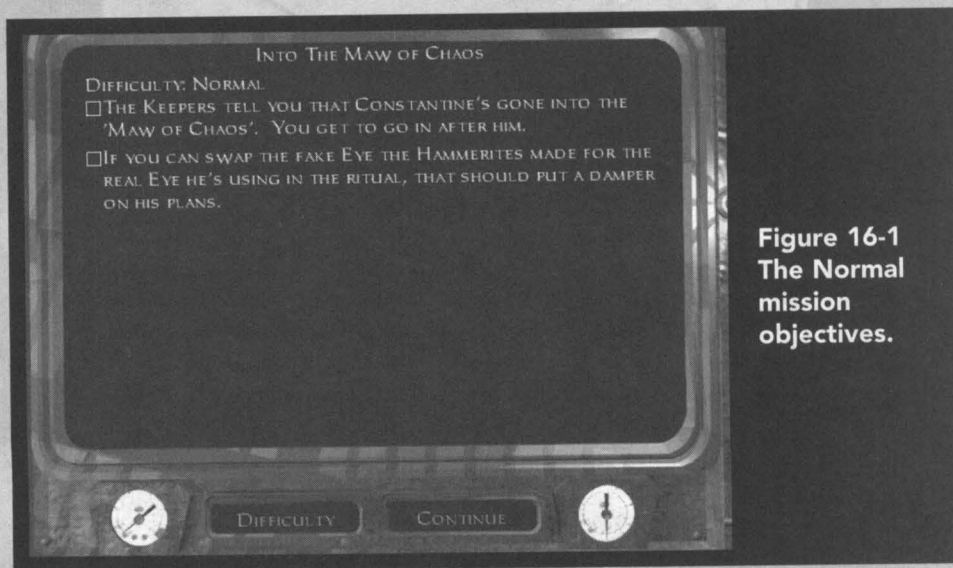 INTO THE MAW OF CHAOS
DIFFICULTY: NORMAL
THE KEEPERS TELL YOU THAT CONSTANTINE'S GONE INTO THE
'MAW OF CHAOS'. YOU GET TO GO IN AFTER HIM.
IF YOU CAN SWAP THE FAKE EYE THE HAMMERITES MADE FOR THE
REAL EYE HE'S USING IN THE RITUAL, THAT SHOULD PUT A DAMPER
ON HIS PLANS.
DIFFICULTY
CONTINUE
Figure 16-1
The Normal
mission
objectives.